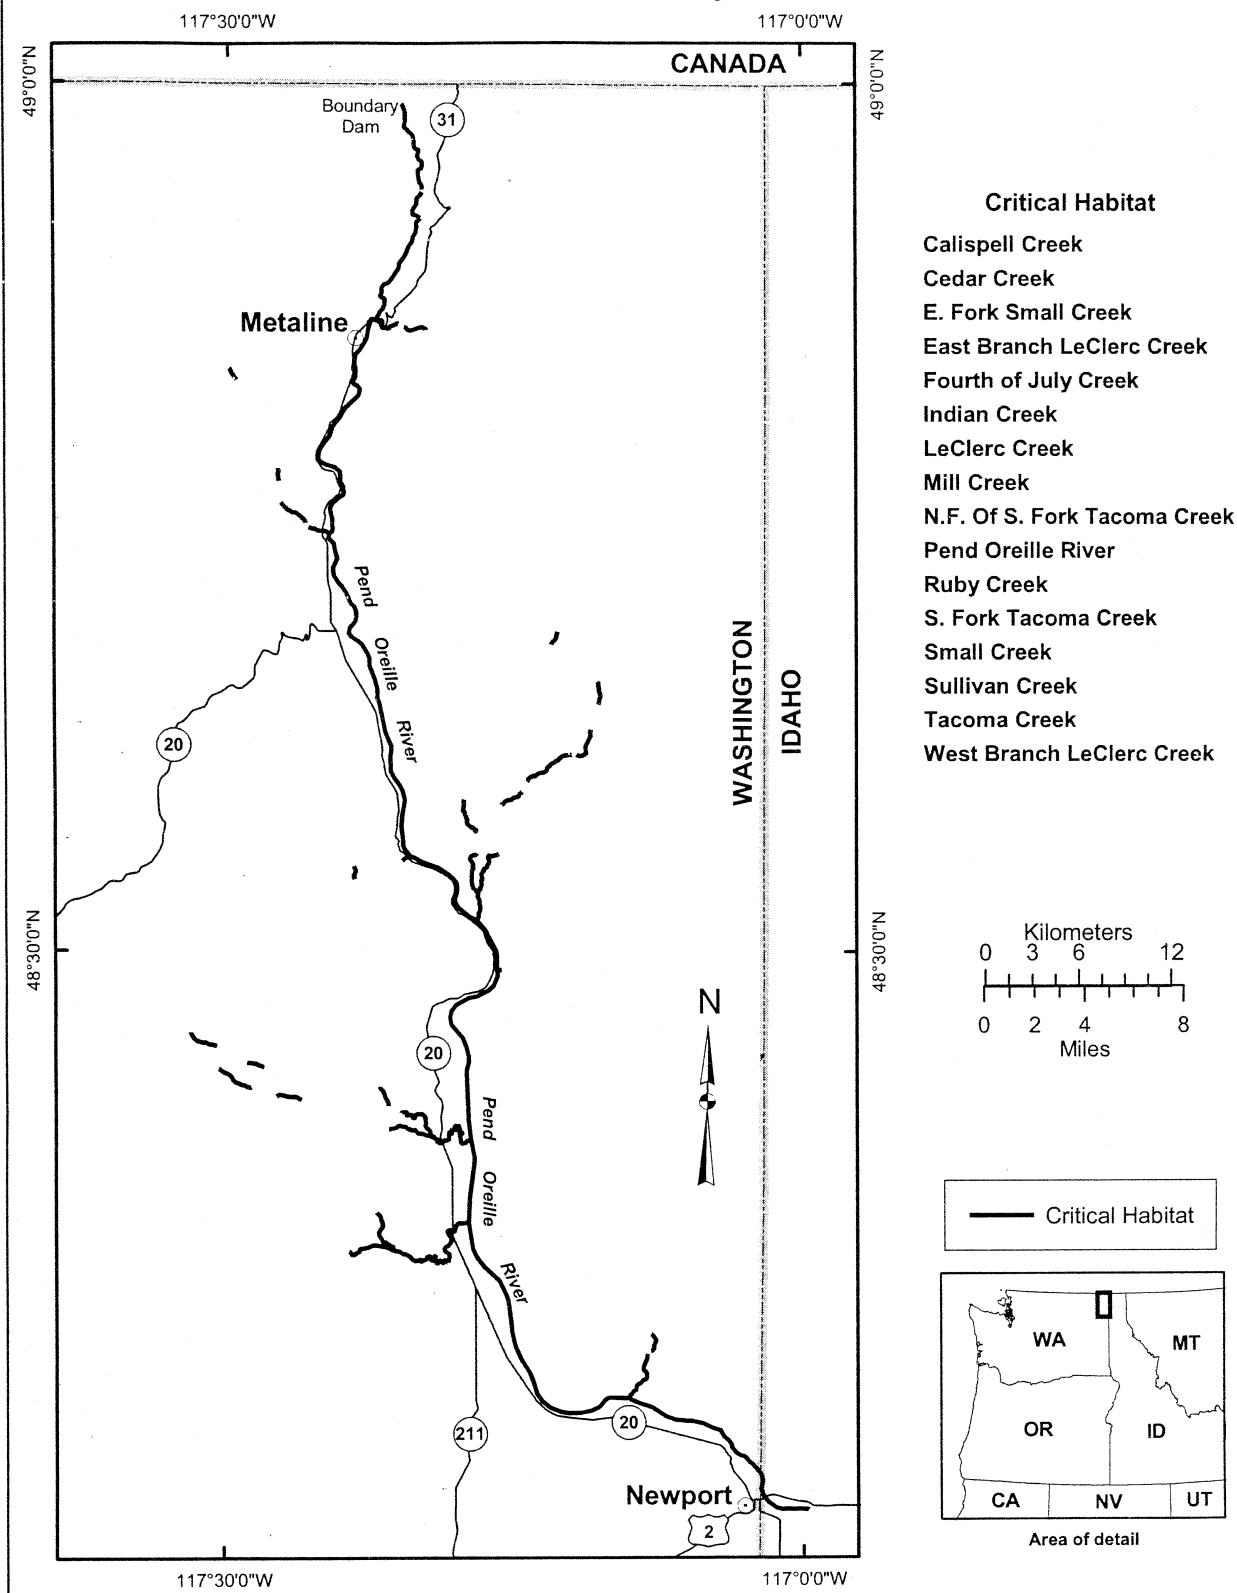 117°30'0"W
117°0'0"W
49°0'0"N
CANADA
49°0'0"N
Boundary
Dam
31
Metaline
Critical Habitat
Calispell Creek
Cedar Creek
E. Fork Small Creek
East Branch LeClerc Creek
Fourth of July Creek
Indian Creek
LeClerc Creek
Mill Creek
N.F. Of S. Fork Tacoma Creek
Pend Oreille River
Ruby Creek
S. Fork Tacoma Creek
Small Creek
Sullivan Creek
Tacoma Creek
West Branch LeClerc Creek
Pend
Oreille
River
WASHINGTON
IDAHO
20
48°30'0"N
48°30'0"N
Kilometers
0 3 6 12
0 2 4 8
Miles
N
20
Pend
Oreille
River
Critical Habitat
WA
MT
OR
ID
CA
NV
UT
Area of detail
20
211
Newport
2
117°30'0"W
117°0'0"W